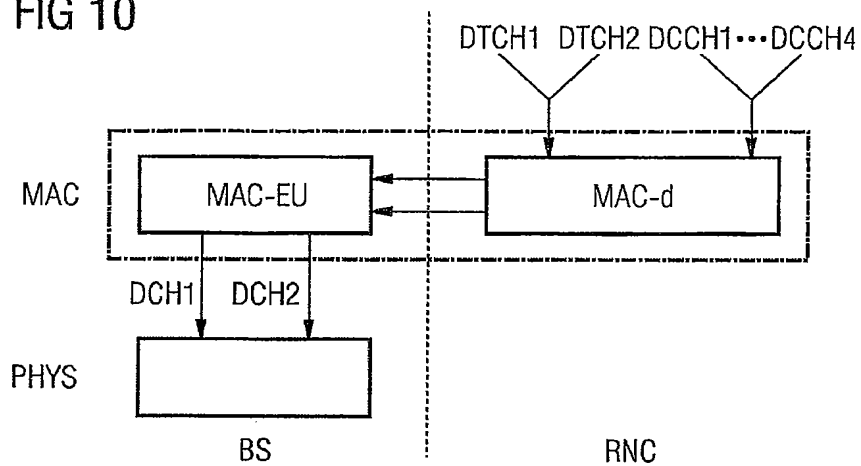 FIG 10
DTCH1 DTCH2 DCCH1•••DCCH4
MAC
MAC-EU
MAC-d
DCH1
DCH2
PHYS
BS
RNC